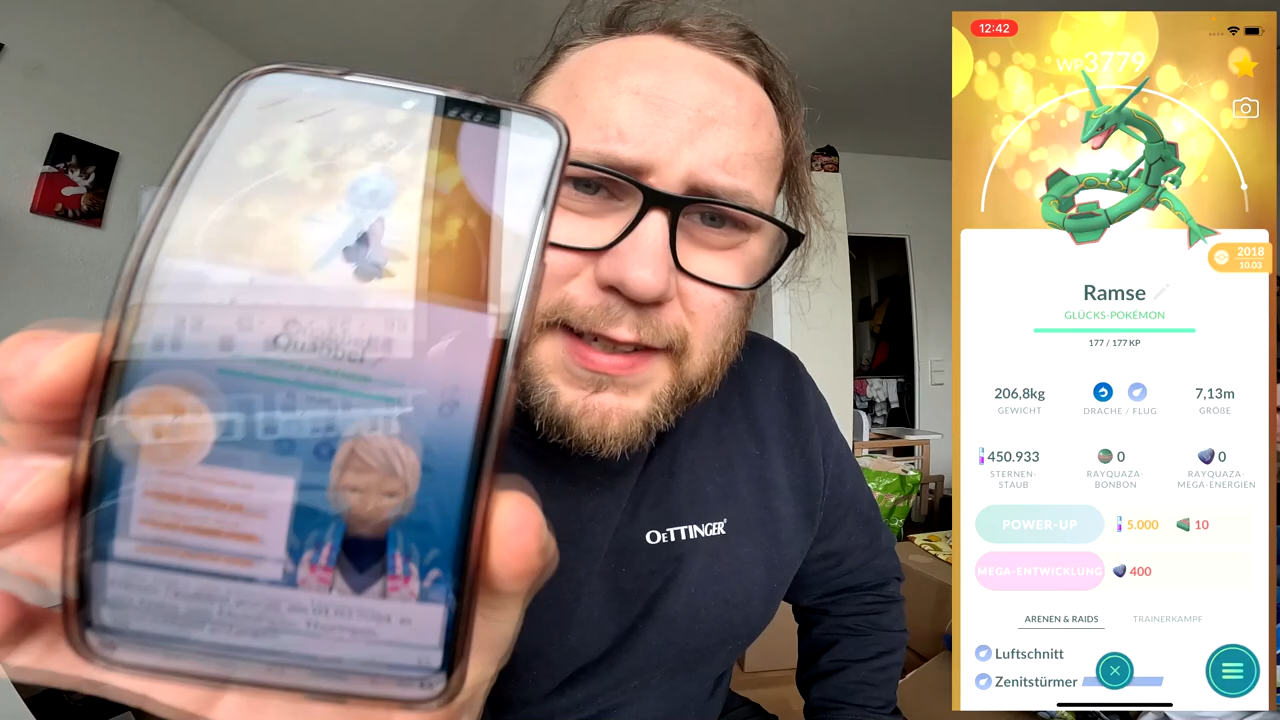 OeTTINGER
12:42
WP3779
2018
10.03
Ramse
GLÜCKS-POKÉMON
177 / 177 KP
206,8kg
GEWICHT
DRACHE / FLUG
7,13m
GRÖẞE
450.933
STERNEN-
STAUB
0
RAYQUAZA-
BONBON
0
RAYQUAZA-
MEGA-ENERGIEN
POWER-UP
5.000
10
MEGA-ENTWICKLUNG
400
ARENEN & RAIDS
TRAINERKAMPF
Luftschnitt
Zenitstürmer